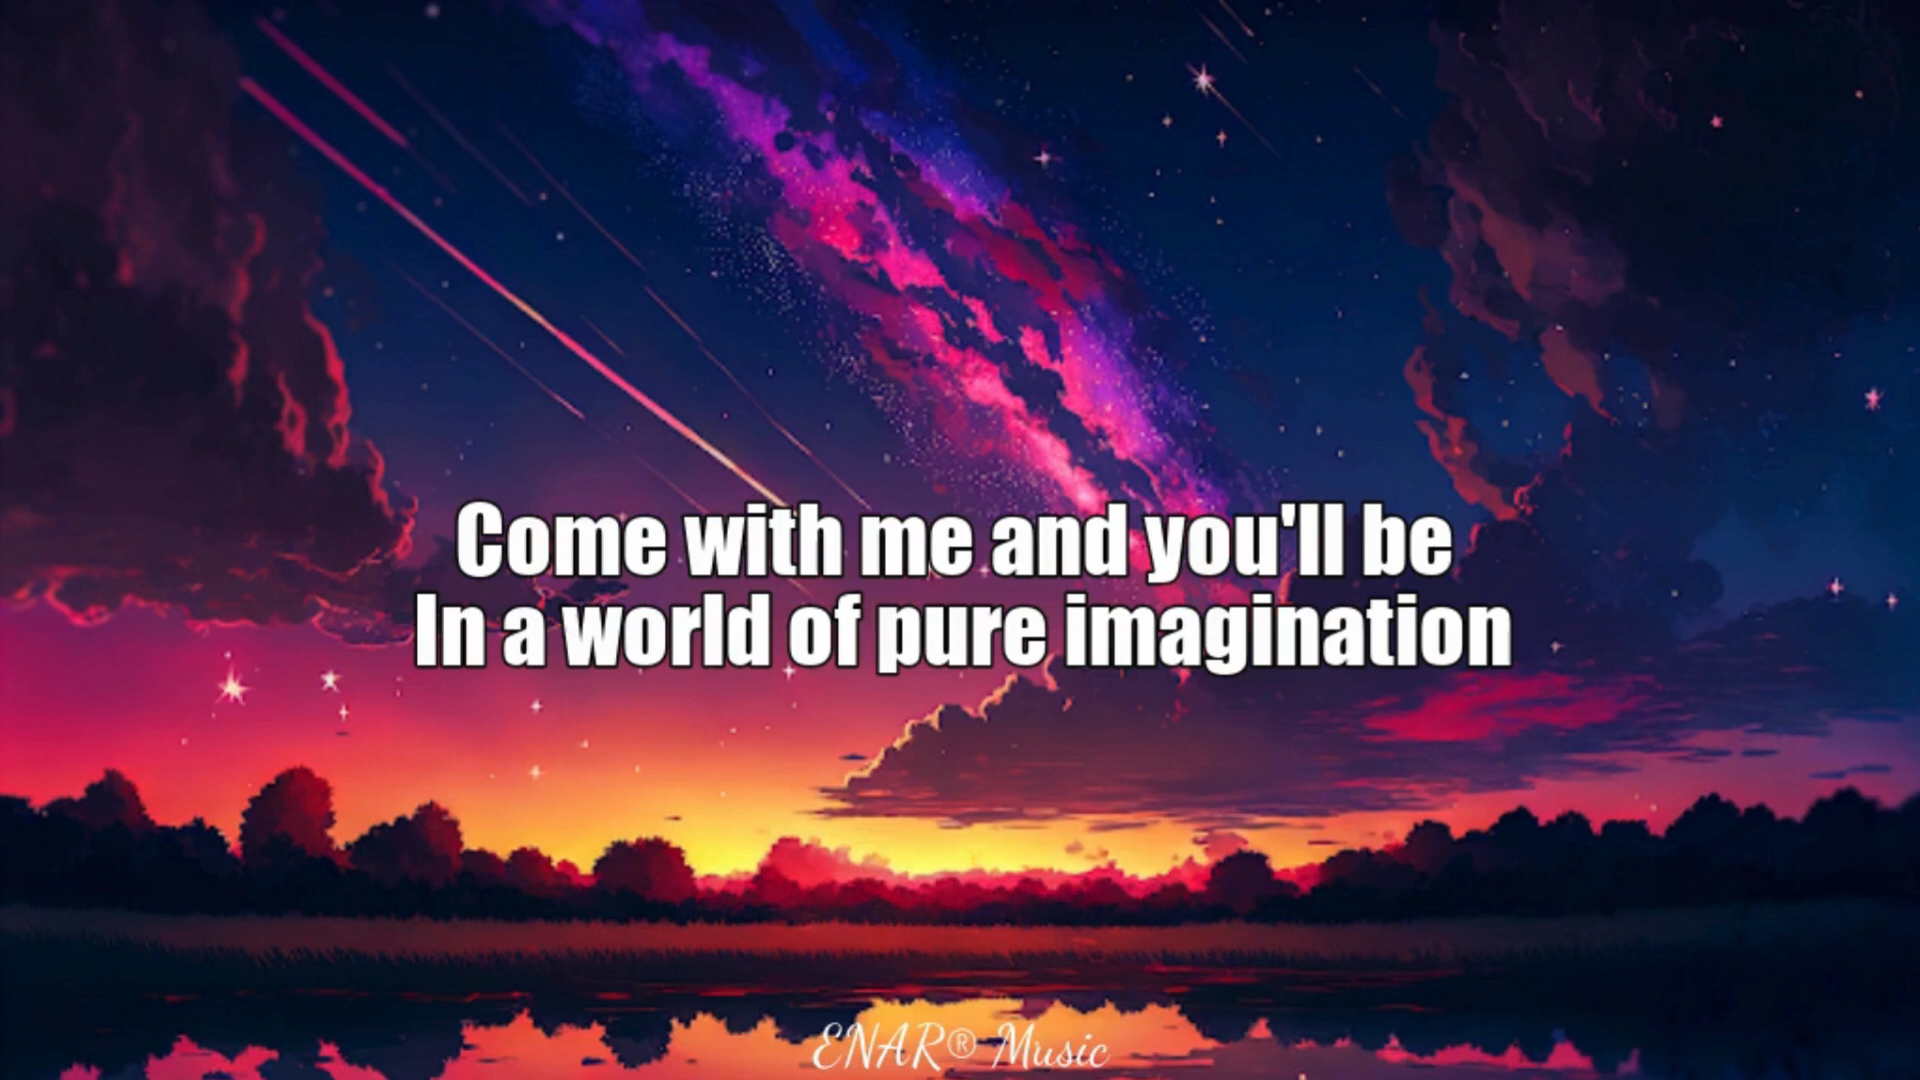 Come with me and you'll be
In a world of pure imagination
ENAR® Music